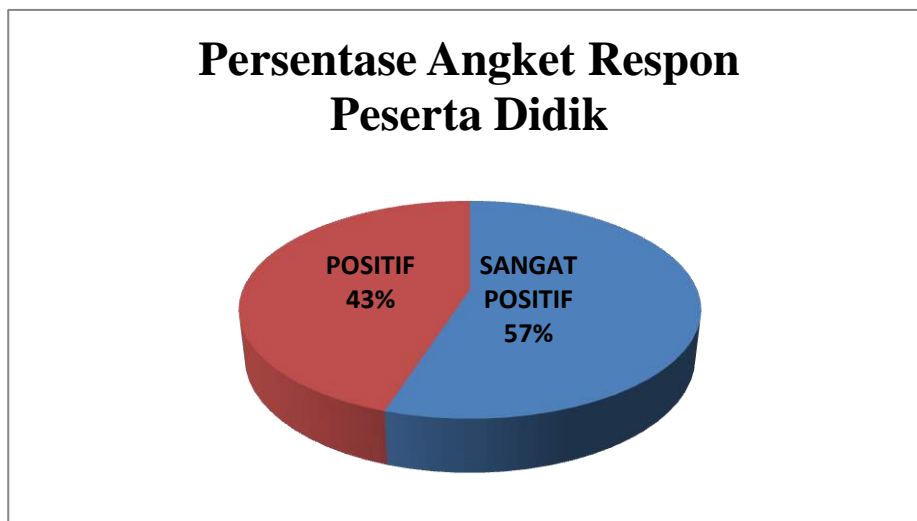 Persentase Angket Respon
Peserta Didik
POSITIF
43%
SANGAT
POSITIF
57%